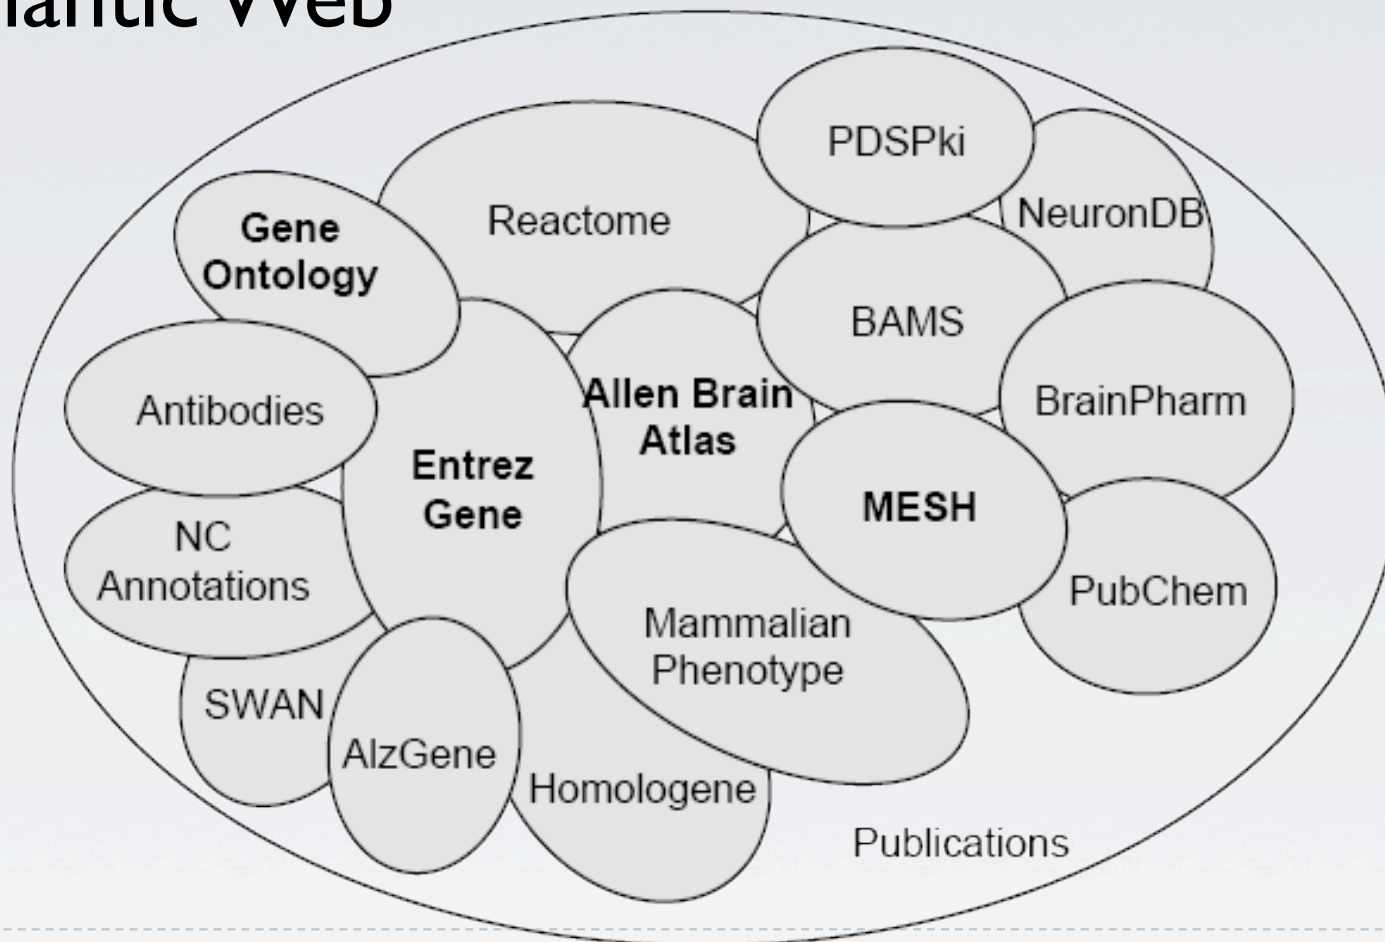 Web
PDSPki
NeuronDB
Reactome
Gene
Ontology
BAMS
Allen Brain
Atlas
BrainPharm
Antibodies
Entrez
Gene
MESH
NC
Annotations
PubChem
Mammalian
Phenotype
SWAN
AlzGene
Homologene
Publications